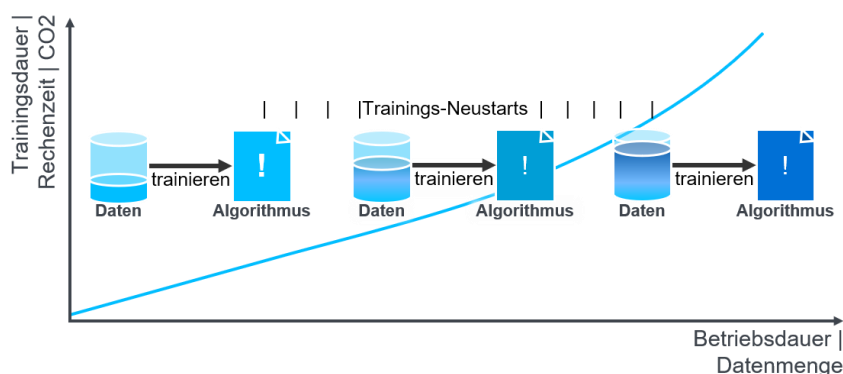 Trainingsdauer |
Rechenzeit | CO2
| | | |Trainings-Neustarts | | | | |
! ! !
trainieren trainieren trainieren
Daten Algorithmus Daten Algorithmus Daten Algorithmus
Betriebsdauer |
Datenmenge